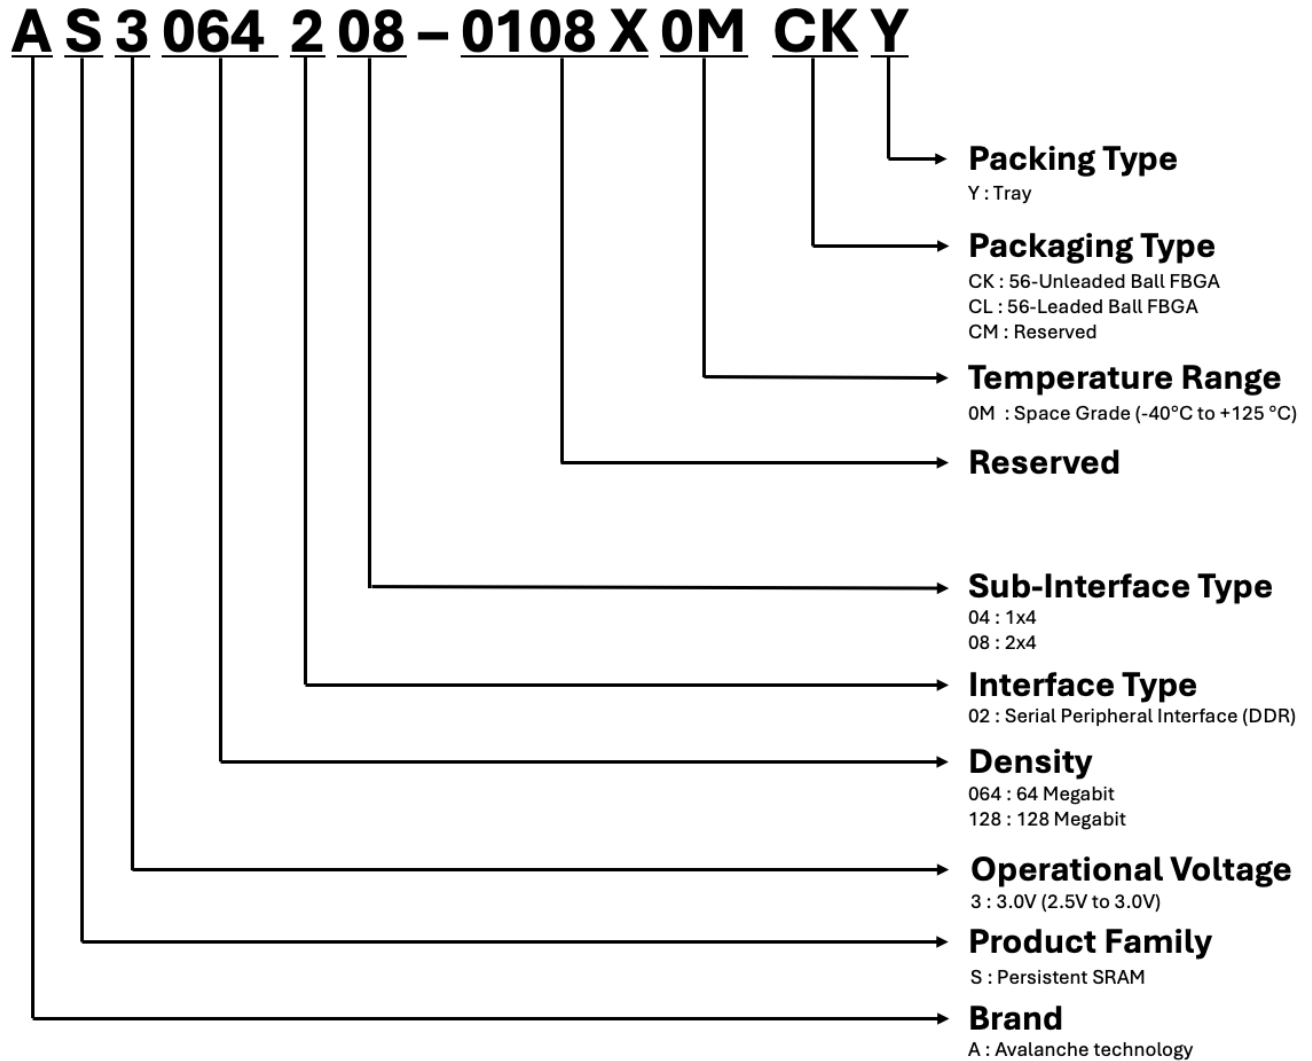 A S 3 064 2 08 – 0108 X 0M CK Y
Packing Type
Y : Tray
Packaging Type
CK : 56-Unleaded Ball FBGA
CL : 56-Leaded Ball FBGA
CM : Reserved
Temperature Range
0M : Space Grade (-40°C to +125 °C)
Reserved
Sub-Interface Type
04 : 1x4
08 : 2x4
Interface Type
02 : Serial Peripheral Interface (DDR)
Density
064 : 64 Megabit
128 : 128 Megabit
Operational Voltage
3 : 3.0V (2.5V to 3.0V)
Product Family
S : Persistent SRAM
Brand
A : Avalanche technology